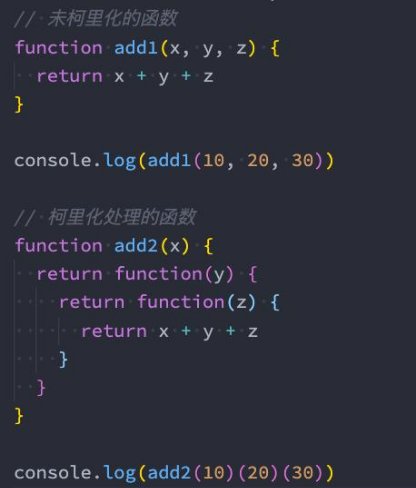 // 未柯里化的函数
function add1(x, y, z) {
  return x + y + z
}

console.log(add1(10, 20, 30))

// 柯里化处理的函数
function add2(x) {
  return function(y) {
    return function(z) {
      return x + y + z
    }
  }
}

console.log(add2(10)(20)(30))